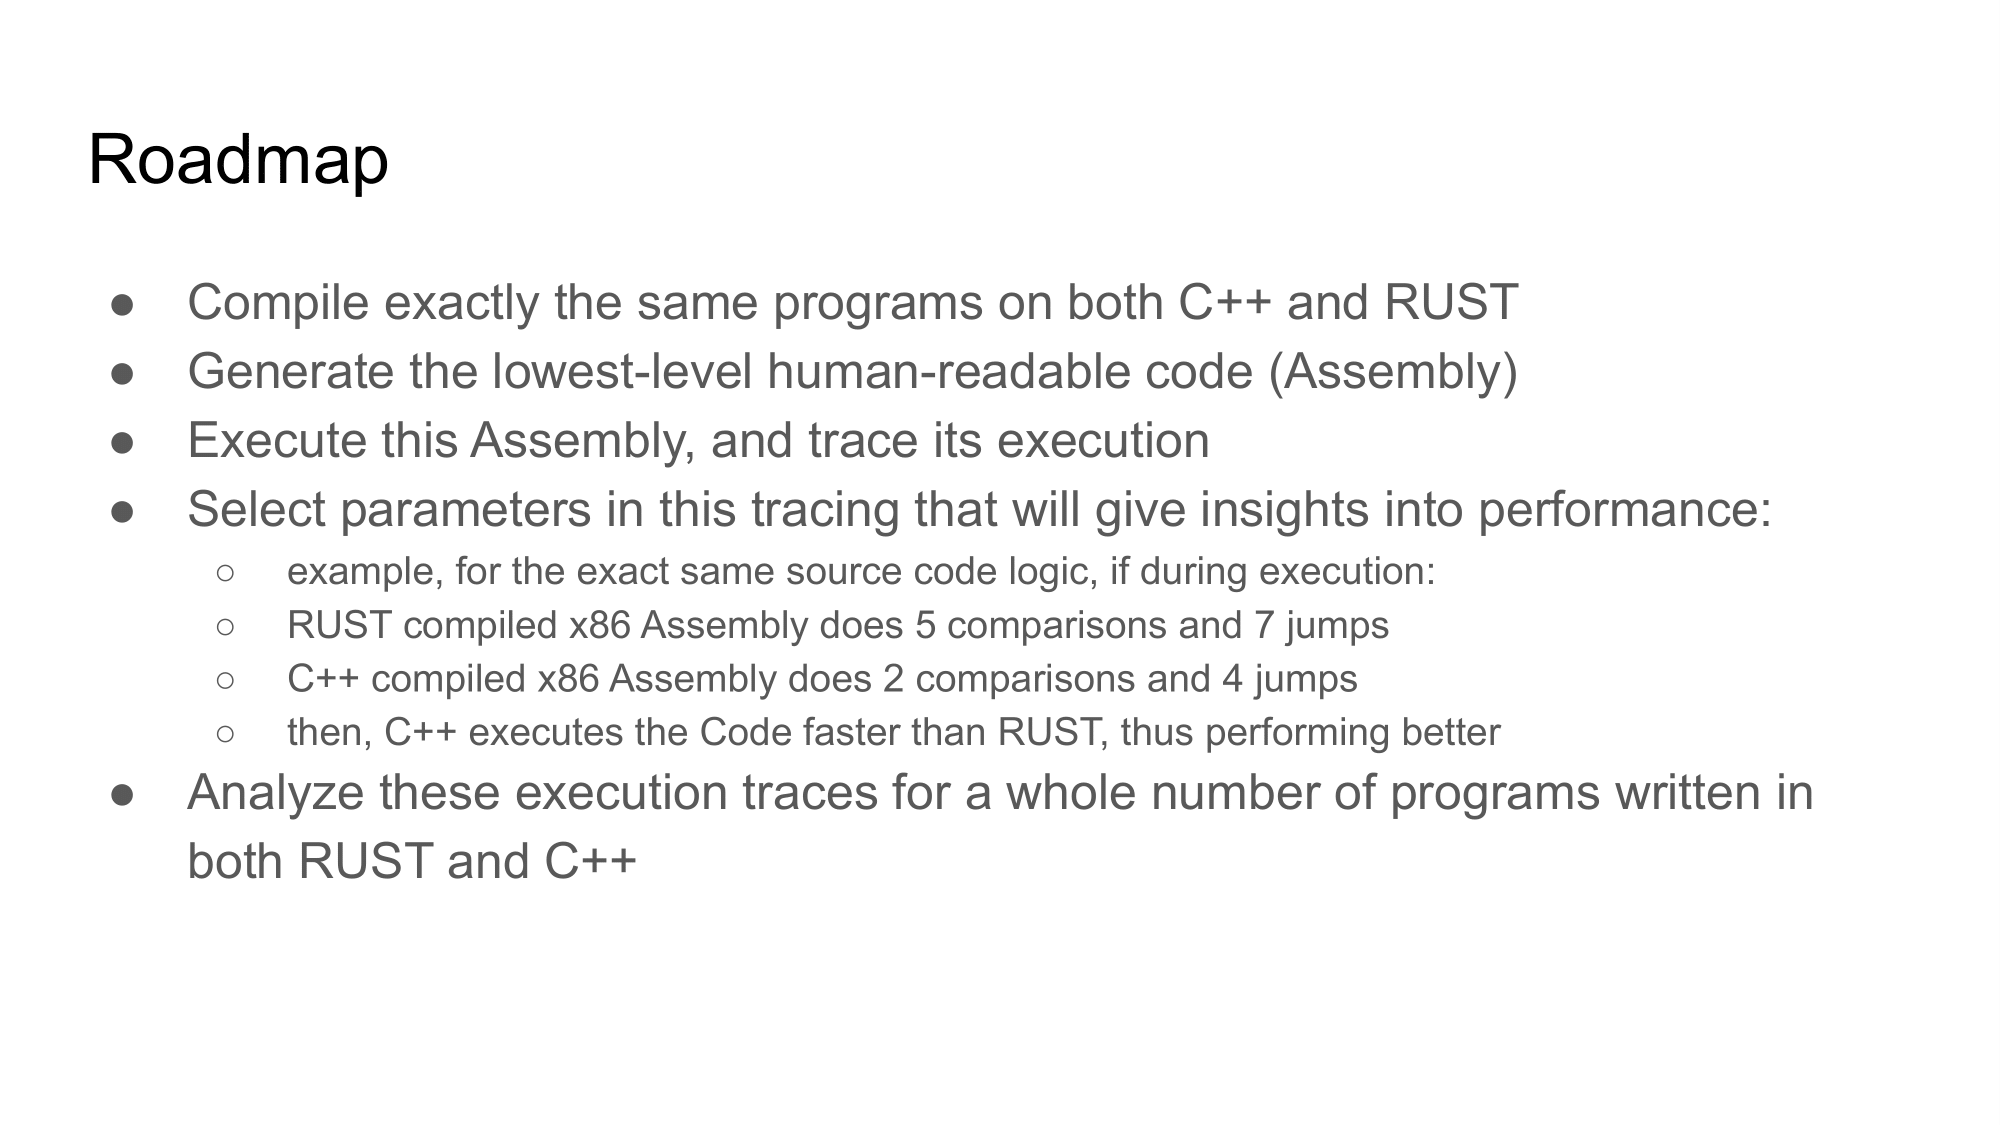 Roadmap
● Compile exactly the same programs on both C++ and RUST
● Generate the lowest-level human-readable code (Assembly)
● Execute this Assembly, and trace its execution
● Select parameters in this tracing that will give insights into performance:
○ example, for the exact same source code logic, if during execution:
○ RUST compiled x86 Assembly does 5 comparisons and 7 jumps
○ C++ compiled x86 Assembly does 2 comparisons and 4 jumps
○ then, C++ executes the Code faster than RUST, thus performing better
● Analyze these execution traces for a whole number of programs written in
both RUST and C++